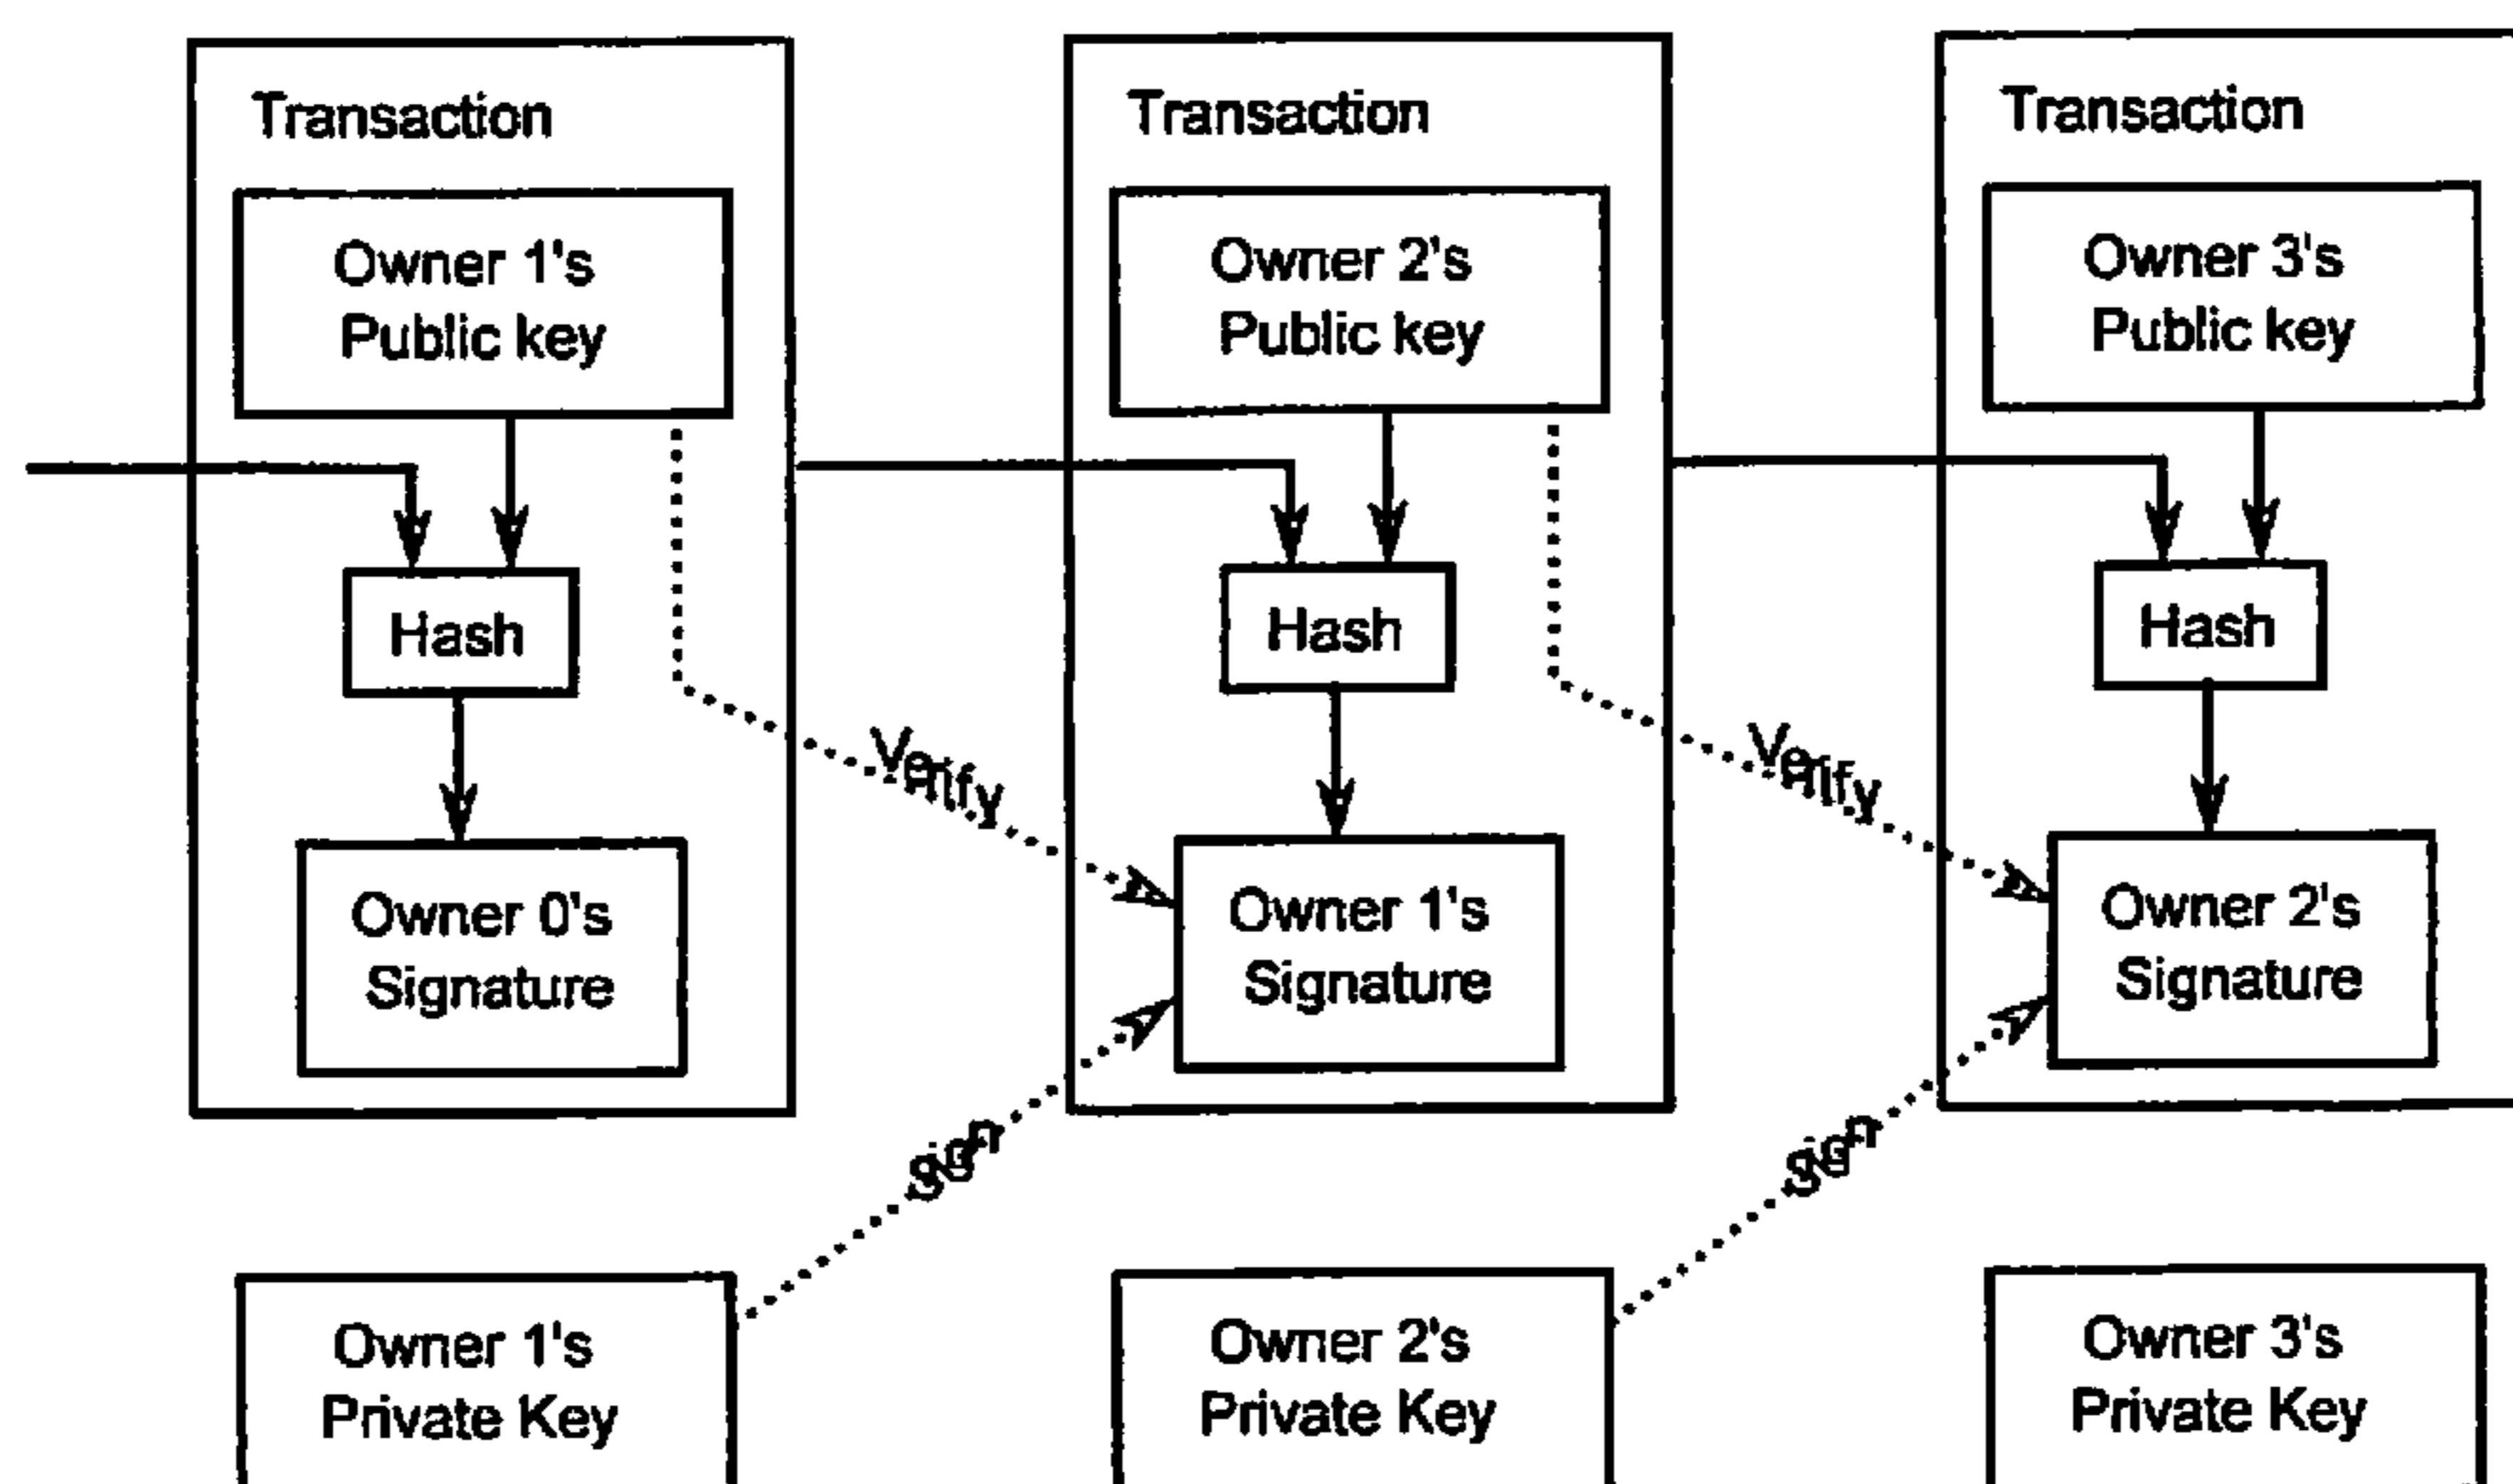 Transaction
Owner 1's
Public key
Hash
Owner 0's
Signature
Transaction
Owner 2's
Public key
Hash
Owner 1's
Signature
Transaction
Owner 3's
Public key
Hash
Owner 2's
Signature
Verify
Verify
sign
sign
Owner 1's
Private Key
Owner 2's
Private Key
Owner 3's
Private Key